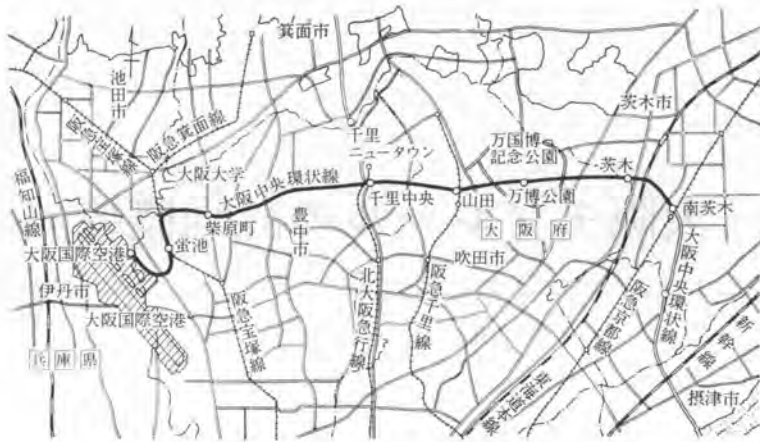 箕面市
池田市
阪急箕面線
阪急宝塚線
福知山線
大阪大学
大阪中央環状線
千里
ニュータウン
万国博
記念公園
茨木市
茨木
千里中央
山田
万博公園
南茨木
柴原町
豊中市
大阪府
大阪国際空港
蛍池
吹田市
伊丹市
大阪国際空港
兵庫県
阪急宝塚線
北大阪急行線
阪急千里線
阪急京都線
大阪中央環状線
新幹線
東海道本線
摂津市